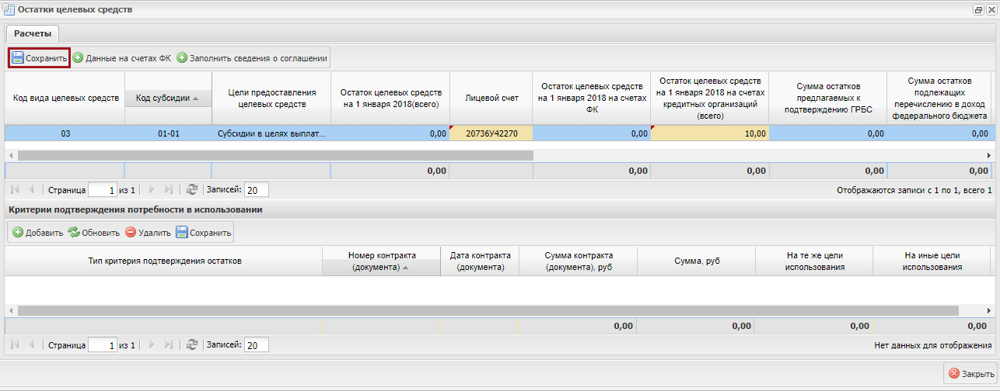 Остатки целевых средств
Расчеты
Сохранить Данные на счетах ФК Заполнить сведения о соглашении
Код вида целевых средств
Код субсидии
Цели предоставления
целевых средств
Остаток целевых средств
на 1 января 2018(всего)
Лицевой счет
Остаток целевых средств
на 1 января 2018 на счетах
ФК
Остаток целевых средств
на 1 января 2018 на счетах
кредитных организаций
(всего)
Сумма остатков
предлагаемых к
подтверждению ГРБС
Сумма остатков
подлежащих
перечислению в доход
федерального бюджета
03 01-01 Субсидии в целях выплат... 0,00 20736У42270 0,00 10,00 0,00 0,00
0,00 0,00 0,00 0,00 0,00
Страница 1 из 1 Записей: 20 Отображаются записи с 1 по 1, всего 1
Критерии подтверждения потребности в использовании
Добавить Обновить Удалить Сохранить
Тип критерия подтверждения остатков
Номер контракта
(документа)
Дата контракта
(документа)
Сумма контракта
(документа), руб
Сумма, руб
На те же цели
использования
На иные цели
использования
0,00 0,00 0,00 0,00
Страница 1 из 1 Записей: 20 Нет данных для отображения
Закрыть